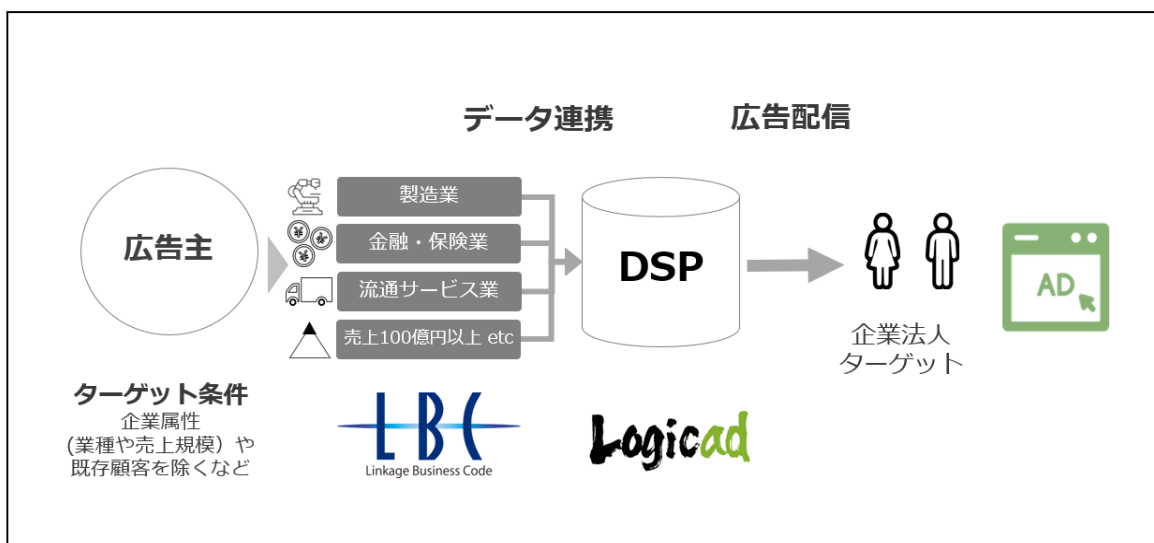 データ連携
広告配信
広告主
製造業
金融・保険業
流通サービス業
売上100億円以上 etc
DSP
AD
企業法人
ターゲット
ターゲット条件
企業属性
(業種や売上規模）や
既存顧客を除くなど
LBC
Linkage Business Code
Logicad